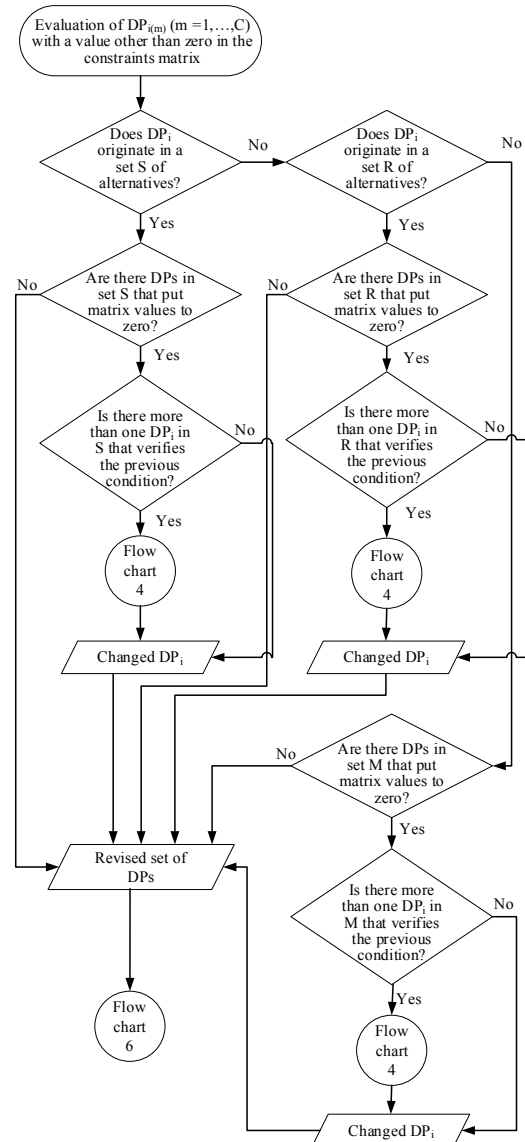 Evaluation of DPi(m) (m =1,…,C)
with a value other than zero in the
constraints matrix
Does DPi
originate in a
set S of
alternatives?
No
Does DPi
originate in a
set R of
alternatives?
No
Yes
Yes
No
Are there DPs in
set S that put
matrix values to
zero?
No
Are there DPs in
set R that put
matrix values to
zero?
Yes
Yes
Is there more
than one DPi in
S that verifies
the previous
condition?
No
Is there more
than one DPi in
R that verifies
the previous
condition?
No
Yes
Yes
Flow
chart
4
Flow
chart
4
Changed DPi
Changed DPi
No
Are there DPs in
set M that put
matrix values to
zero?
Yes
Revised set of
DPs
Is there more
than one DPi in
M that verifies
the previous
condition?
No
Yes
Flow
chart
6
Flow
chart
4
Changed DPi